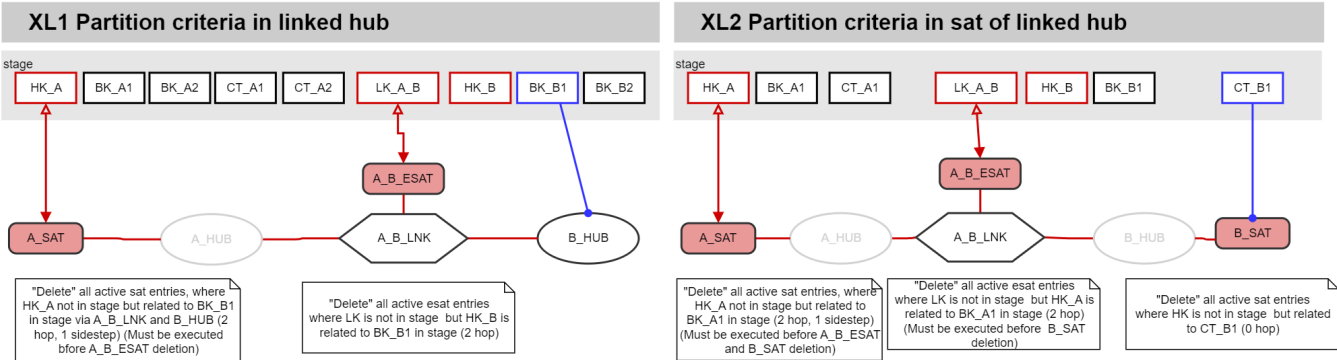 XL1 Partition criteria in linked hub
stage
HK_A
BK_A1
BK_A2
CT_A1
CT_A2
LK_A_B
HK_B
BK_B1
BK_B2
A_B_ESAT
A_SAT
A_HUB
A_B_LNK
B_HUB
"Delete" all active sat entries, where
HK_A not in stage but related to BK_B1
in stage via A_B_LNK and B_HUB (2
hop, 1 sidestep) (Must be executed
bfore A_B_ESAT deletion)
"Delete" all active esat entries
where LK is not in stage but HK_B is
related to BK_B1 in stage (2 hop)
XL2 Partition criteria in sat of linked hub
stage
HK_A
BK_A1
CT_A1
LK_A_B
HK_B
BK_B1
CT_B1
A_B_ESAT
A_SAT
A_HUB
A_B_LNK
B_HUB
B_SAT
"Delete" all active sat entries, where
HK_A not in stage but related to
BK_A1 in stage (2 hop, 1 sidestep)
(Must be executed before A_B_ESAT
and B_SAT deletion)
"Delete" all active esat entries
where LK is not in stage but HK_A is
related to BK_A1 in stage (2 hop)
(Must be executed before B_SAT
deletion)
"Delete" all active sat entries
where HK is not in stage but related
to CT_B1 (0 hop)